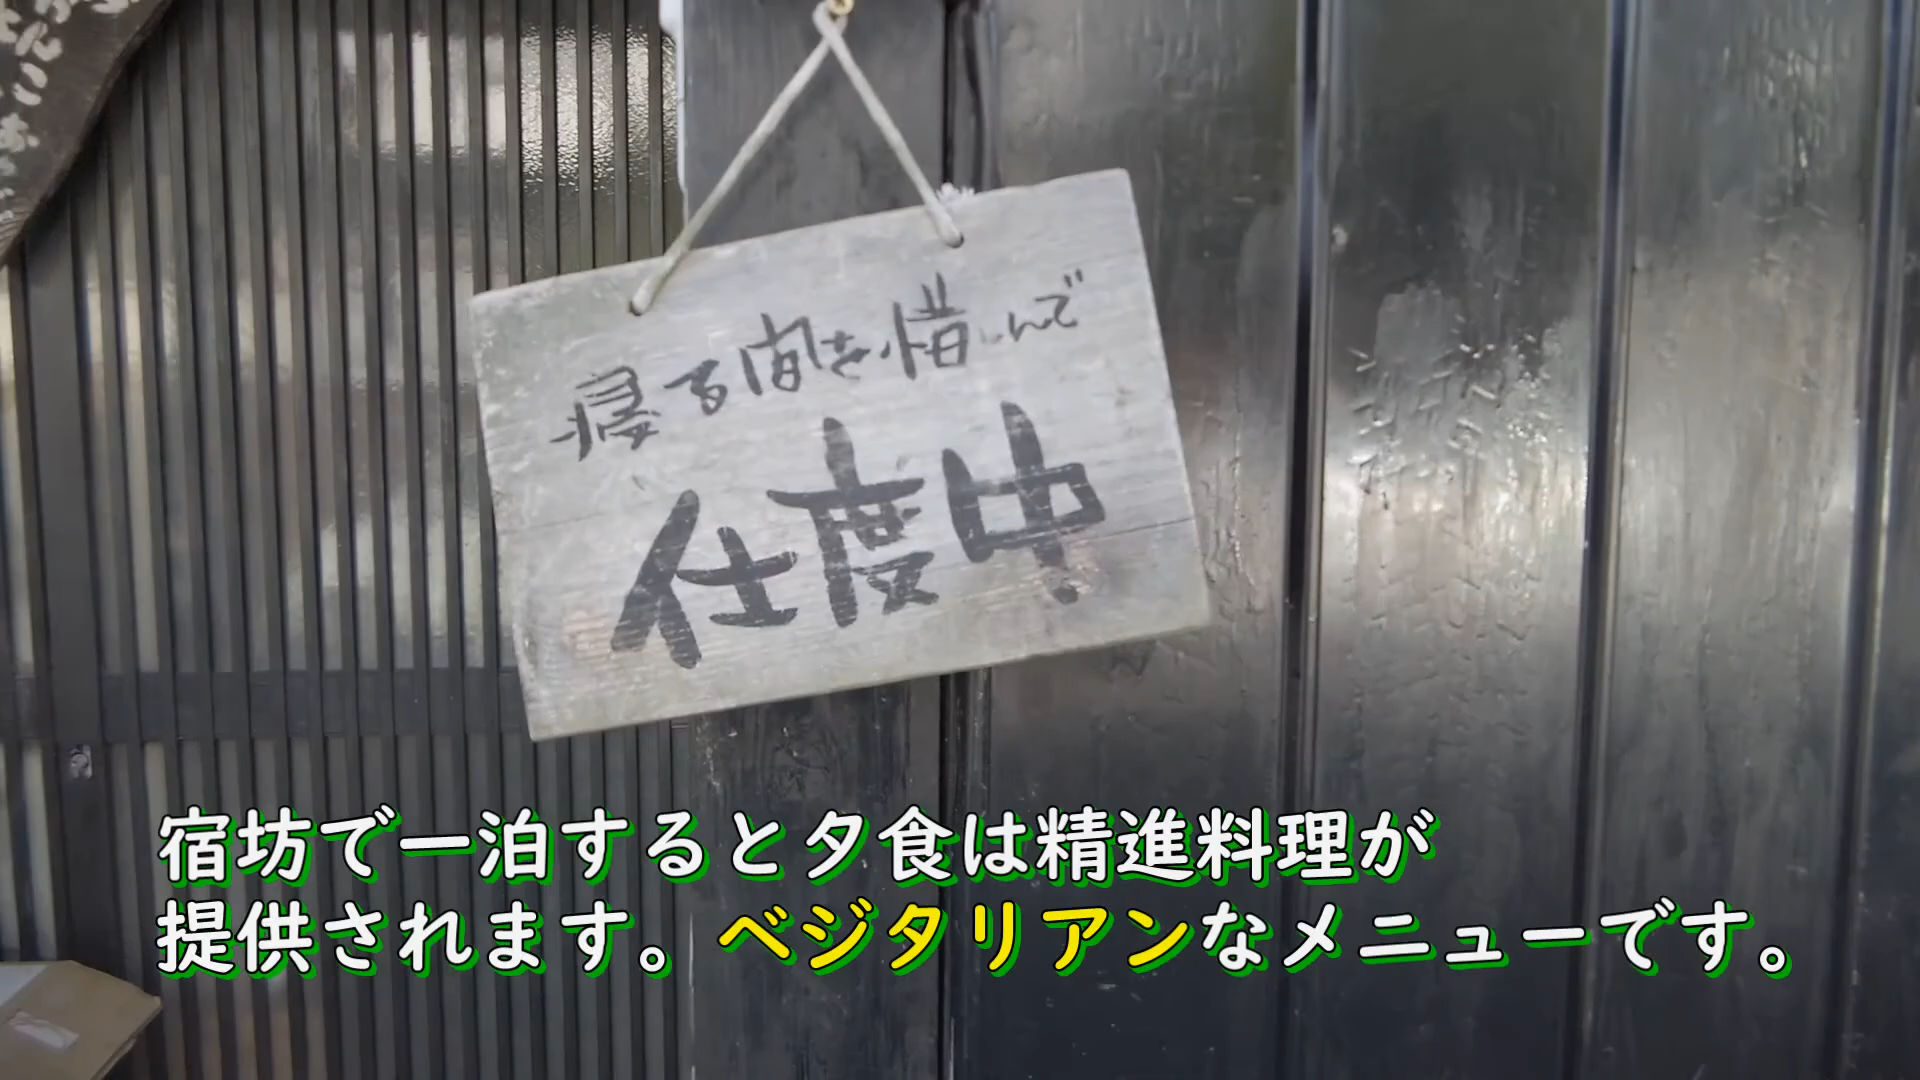 寝る間を惜しんで
仕度中
宿坊で一泊すると夕食は精進料理が
提供されます。ベジタリアンなメニューです。